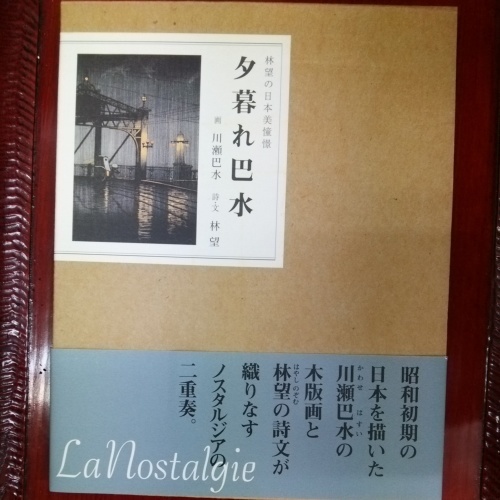 林望の日本美憧憬
夕暮れ巴水
画 川瀬巴水 詩・文 林 望
昭和初期の
日本を描いた
川瀬巴水の
かわせ はすい
木版画と
林望の詩文が
はやしのぞむ
織りなす
ノスタルジアの
二重奏。
La Nostalgie